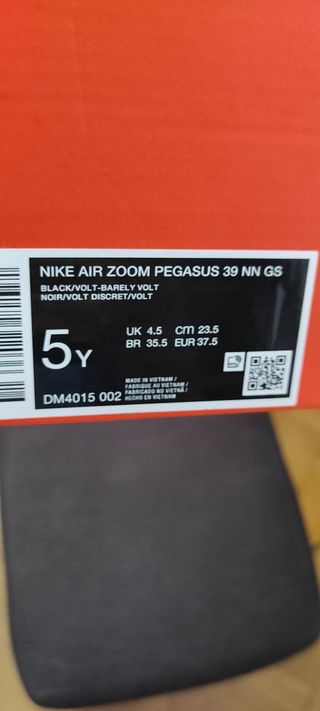 NIKE AIR ZOOM PEGASUS 39 NN GS
BLACK/VOLT-BARELY VOLT
NOIR/VOLT DISCRET/VOLT
5Y
UK 4.5 cm 23.5
BR 35.5 EUR 37.5
DM4015 002
MADE IN VIETNAM /
FABRIQUE AU VIETNAM /
FABRICADO NO VIETNÃ /
HECHO EN VIETNAM